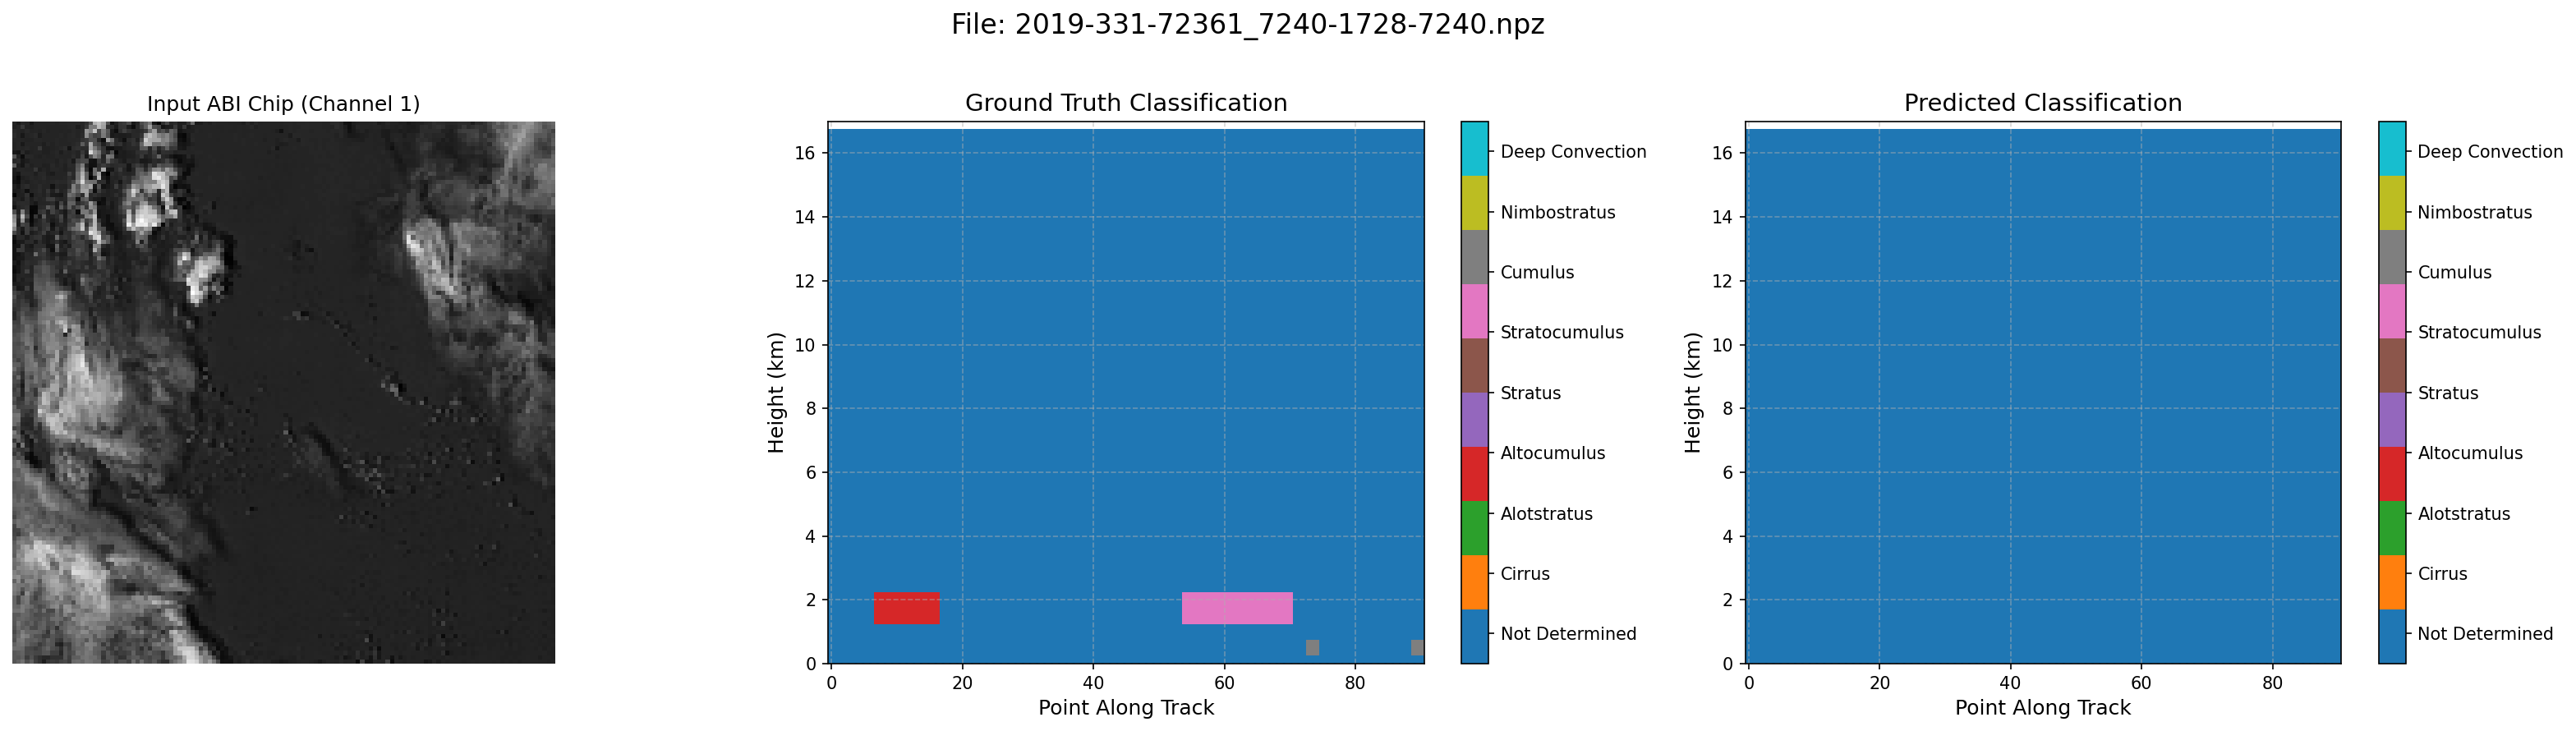 File: 2019-331-72361_7240-1728-7240.npz
Input ABI Chip (Channel 1)
Ground Truth Classification
Height (km)
16
14
12
10
8
6
4
2
0
0 20 40 60 80
Point Along Track
Deep Convection
Nimbostratus
Cumulus
Stratocumulus
Stratus
Altocumulus
Alotstratus
Cirrus
Not Determined
Predicted Classification
Height (km)
16
14
12
10
8
6
4
2
0
0 20 40 60 80
Point Along Track
Deep Convection
Nimbostratus
Cumulus
Stratocumulus
Stratus
Altocumulus
Alotstratus
Cirrus
Not Determined